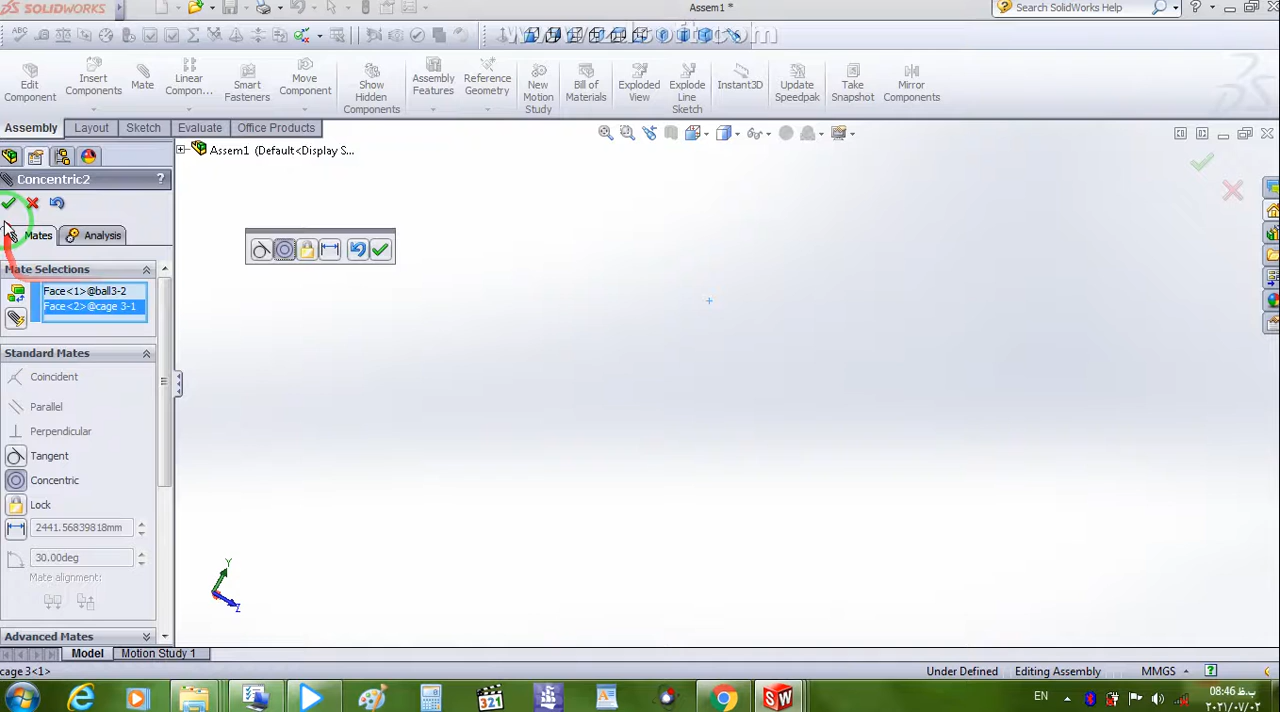 SOLIDWORKS
Assem1 *
Search SolidWorks Help
Edit Component
Insert Components
Mate
Linear Compon...
Smart Fasteners
Move Component
Show Hidden Components
Assembly Features
Reference Geometry
New Motion Study
Bill of Materials
Exploded View
Explode Line Sketch
Instant3D
Update Speedpak
Take Snapshot
Mirror Components
Assembly
Layout
Sketch
Evaluate
Office Products
Assem1 (Default<Display S...
Concentric2
?
Mates
Analysis
Mate Selections
Face<1>@ball3-2
Face<2>@cage 3-1
Standard Mates
Coincident
Parallel
Perpendicular
Tangent
Concentric
Lock
2441.56839818mm
30.00deg
Mate alignment:
Advanced Mates
Y
Z
Model
Motion Study 1
cage 3<1>
Under Defined
Editing Assembly
MMGS
321
EN
08:46 ب.ظ
۲۰۲۱/۰۷/۰۲